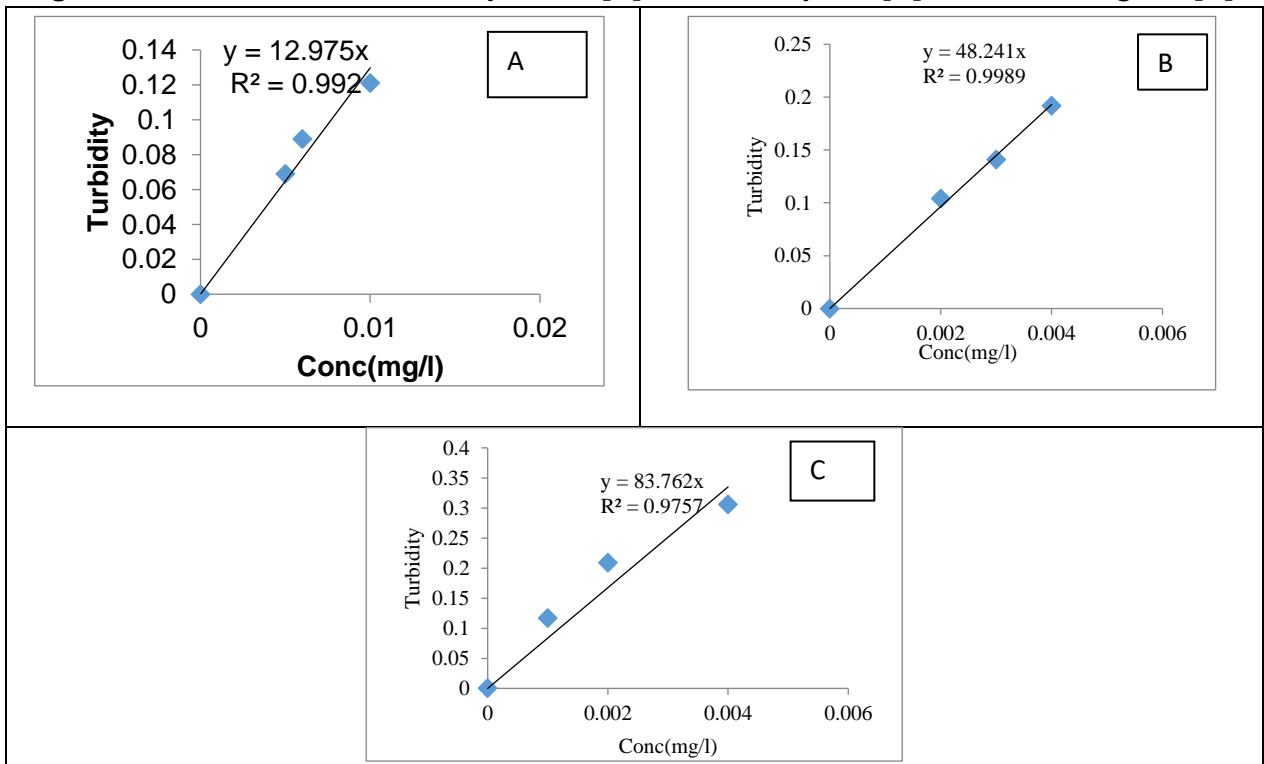 y = 12.975x
R² = 0.992
A
0.14
0.12
0.1
0.08
0.06
0.04
0.02
0
Turbidity
0
0.01
0.02
Conc(mg/l)
y = 48.241x
R² = 0.9989
B
0.25
0.2
0.15
0.1
0.05
0
Turbidity
0
0.002
0.004
0.006
Conc(mg/l)
y = 83.762x
R² = 0.9757
C
0.4
0.35
0.3
0.25
0.2
0.15
0.1
0.05
0
Turbidity
0
0.002
0.004
0.006
Conc(mg/l)